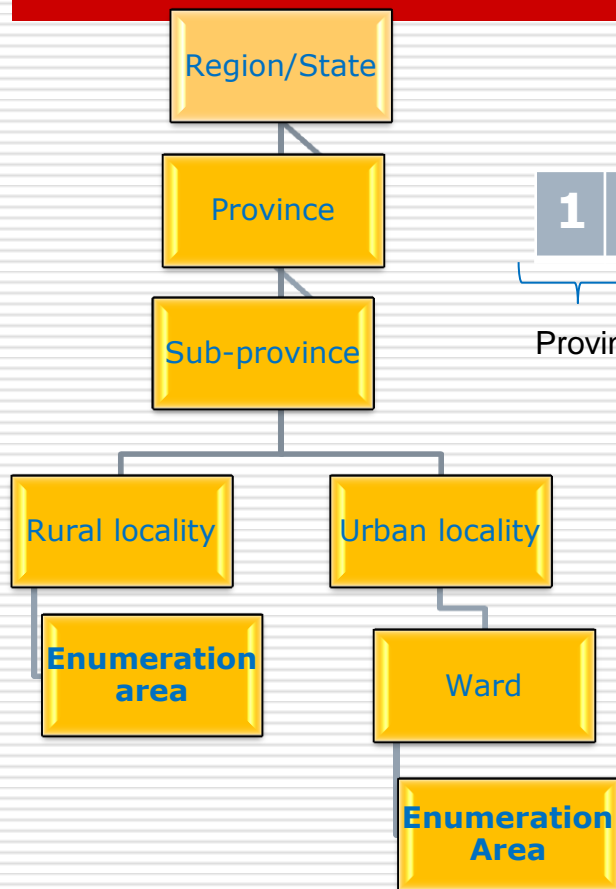 Region/State
Province
1
Sub-province
Rural locality
Urban locality
Enumeration
area
Ward
Enumeration
Area